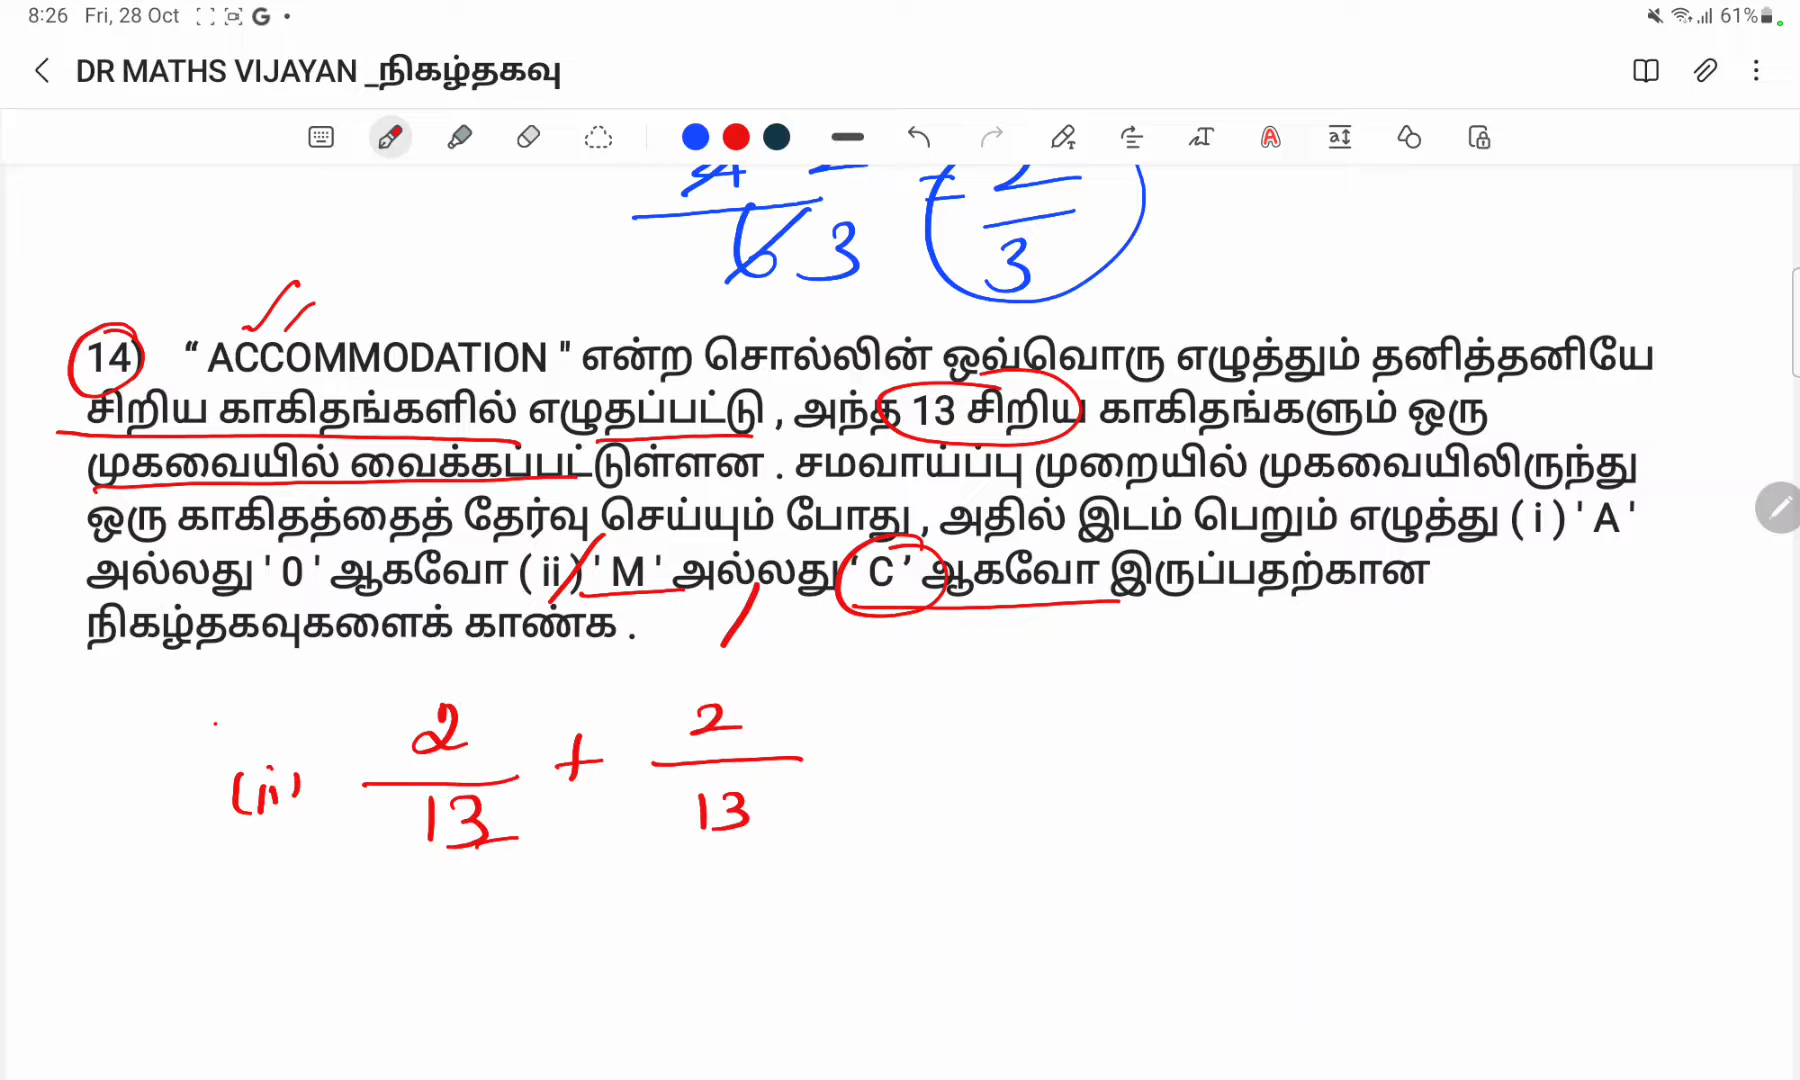 8:26 Fri, 28 Oct G 61%
DR MATHS VIJAYAN _நிகழ்தகவு
6 3 = 2
3
14) “ ACCOMMODATION " என்ற சொல்லின் ஒவ்வொரு எழுத்தும் தனித்தனியே
சிறிய காகிதங்களில் எழுதப்பட்டு , அந்த 13 சிறிய காகிதங்களும் ஒரு
முகவையில் வைக்கப்பட்டுள்ளன . சமவாய்ப்பு முறையில் முகவையிலிருந்து
ஒரு காகிதத்தைத் தேர்வு செய்யும் போது , அதில் இடம் பெறும் எழுத்து ( i ) ' A '
அல்லது ' 0 ' ஆகவோ ( ii ) ' M ' அல்லது ‘ C ’ ஆகவோ இருப்பதற்கான
நிகழ்தகவுகளைக் காண்க .
(ii) 2 + 2
13 13